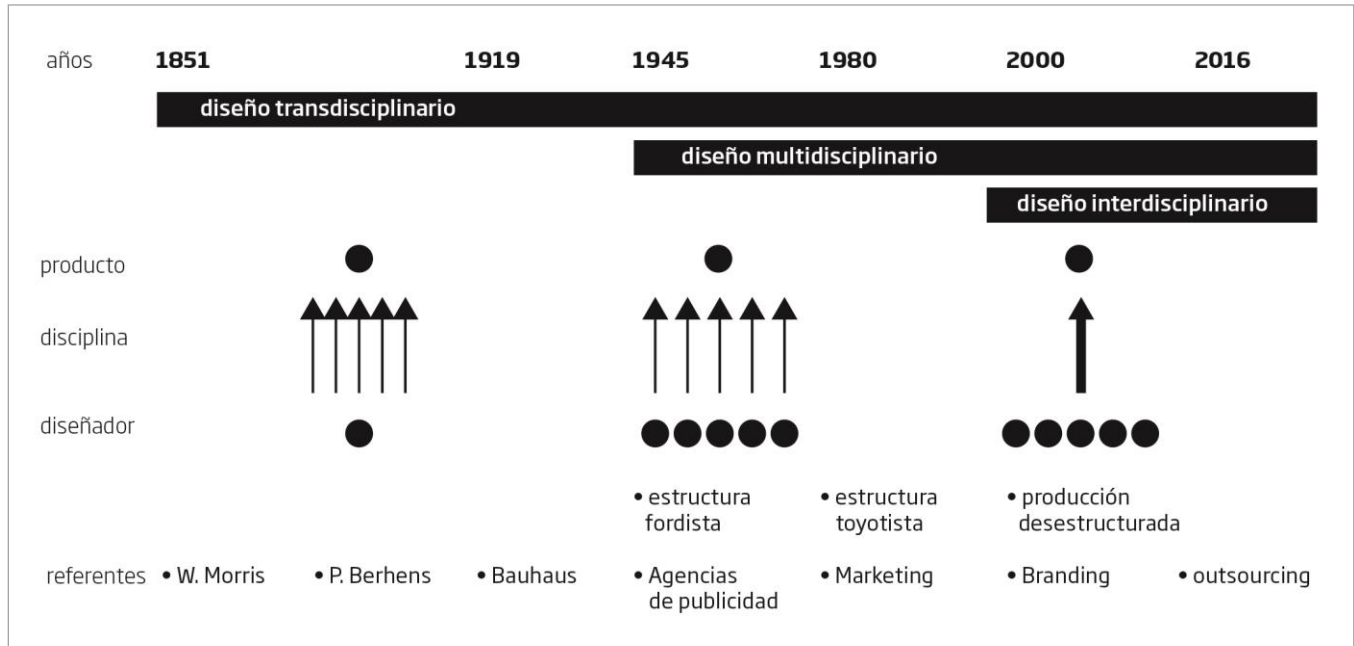 años 1851 1919 1945 1980 2000 2016
diseño transdisciplinario
diseño multidisciplinario
diseño interdisciplinario
producto
disciplina
diseñador
• estructura
fordista
• estructura
toyotista
• producción
desestructurada
referentes • W. Morris • P. Berhens • Bauhaus • Agencias
de publicidad
• Marketing • Branding • outsourcing